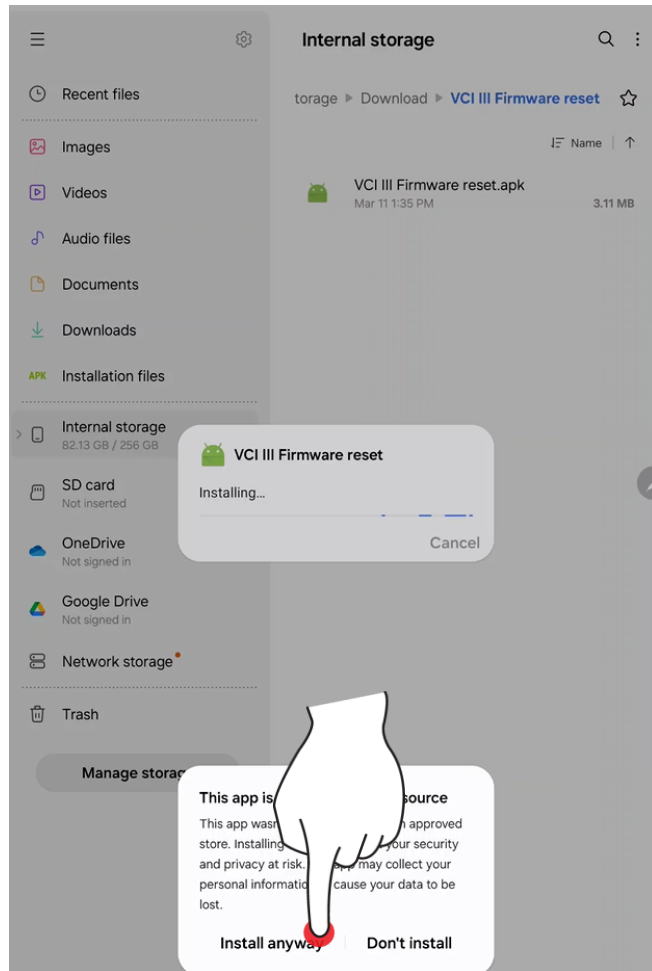 Internal storage
Recent files
torage ▶ Download ▶ VCI III Firmware reset
Images
Name
Videos
VCI III Firmware reset.apk
Mar 11 1:35 PM
3.11 MB
Audio files
Documents
Downloads
APK Installation files
Internal storage
82.13 GB / 256 GB
SD card
Not inserted
OneDrive
Not signed in
Google Drive
Not signed in
Network storage
Trash
Manage storag
VCI III Firmware reset
Installing...
Cancel
This app is source
This app wasn approved
store. Installing your security
and privacy at risk. may collect your
personal informatio cause your data to be
lost.
Install anyway
Don't install